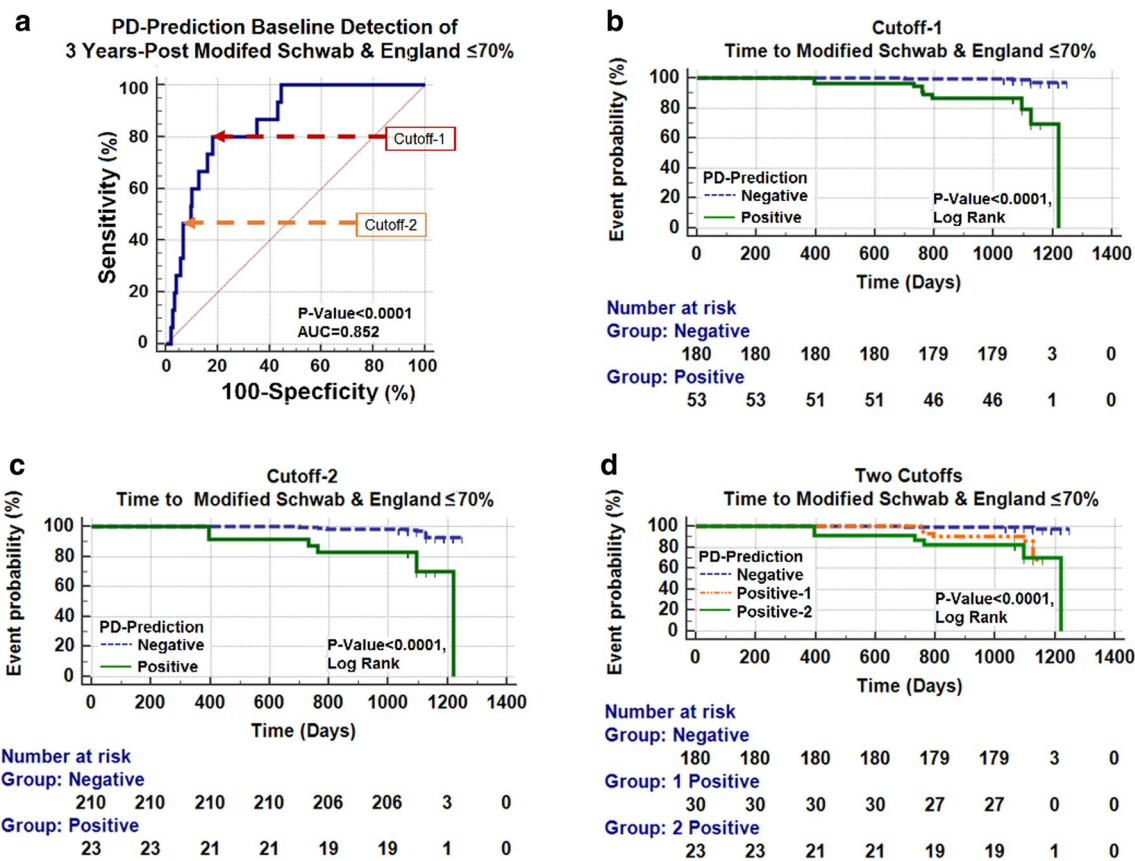 a
PD-Prediction Baseline Detection of
3 Years-Post Modifed Schwab & England ≤70%
100
80
60
40
20
0
Sensitivity (%)
Cutoff-1
Cutoff-2
P-Value<0.0001
AUC=0.852
0 20 40 60 80 100
100-Specficity (%)
b
Cutoff-1
Time to Modified Schwab & England ≤70%
Event probability (%)
100
80
60
40
20
0
PD-Prediction
Negative
Positive
P-Value<0.0001,
Log Rank
0 200 400 600 800 1000 1200 1400
Time (Days)
Number at risk
Group: Negative
180 180 180 180 179 179 3 0
Group: Positive
53 53 51 51 46 46 1 0
c
Cutoff-2
Time to Modified Schwab & England ≤70%
Event probability (%)
100
80
60
40
20
0
PD-Prediction
Negative
Positive
P-Value<0.0001,
Log Rank
0 200 400 600 800 1000 1200 1400
Time (Days)
Number at risk
Group: Negative
210 210 210 210 206 206 3 0
Group: Positive
23 23 21 21 19 19 1 0
d
Two Cutoffs
Time to Modified Schwab & England ≤70%
Event probability (%)
100
80
60
40
20
0
PD-Prediction
Negative
Positive-1
Positive-2
P-Value<0.0001,
Log Rank
0 200 400 600 800 1000 1200 1400
Time (Days)
Number at risk
Group: Negative
180 180 180 180 179 179 3 0
Group: 1 Positive
30 30 30 30 27 27 0 0
Group: 2 Positive
23 23 21 21 19 19 1 0